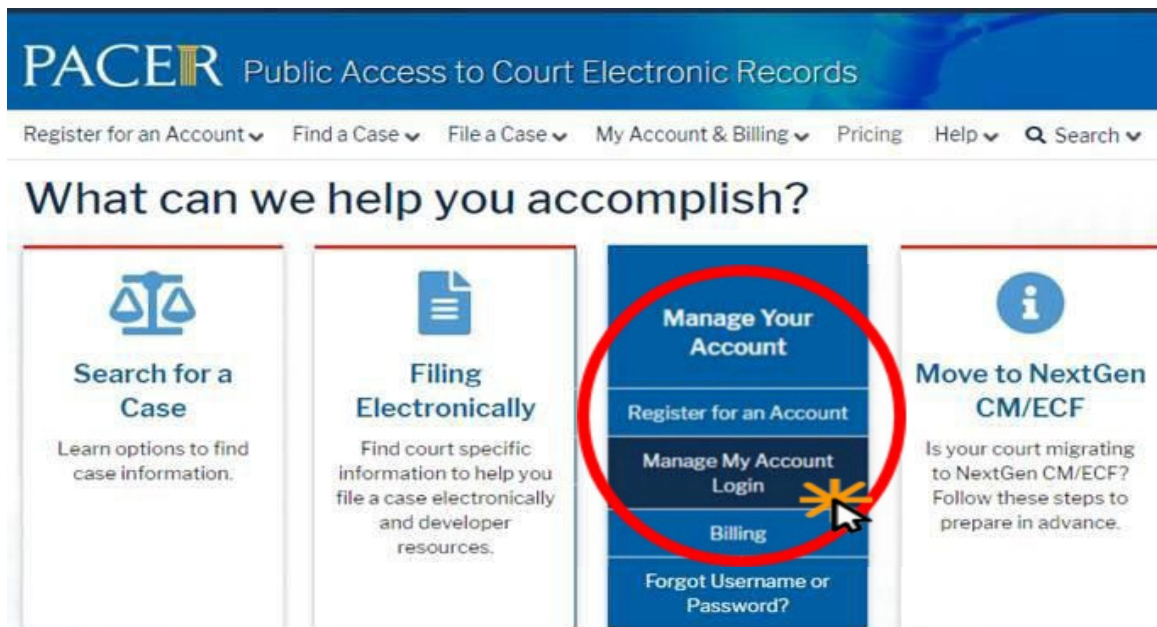 PACER Public Access to Court Electronic Records
Register for an Account Find a Case File a Case My Account & Billing Pricing Help Search
What can we help you accomplish?
Search for a
Case
Learn options to find
case information.
Filing
Electronically
Find court specific
information to help you
file a case electronically
and developer
resources.
Manage Your
Account
Register for an Account
Manage My Account
Login
Billing
Forgot Username or
Password?
Move to NextGen
CM/ECF
Is your court migrating
to NextGen CM/ECF?
Follow these steps to
prepare in advance.